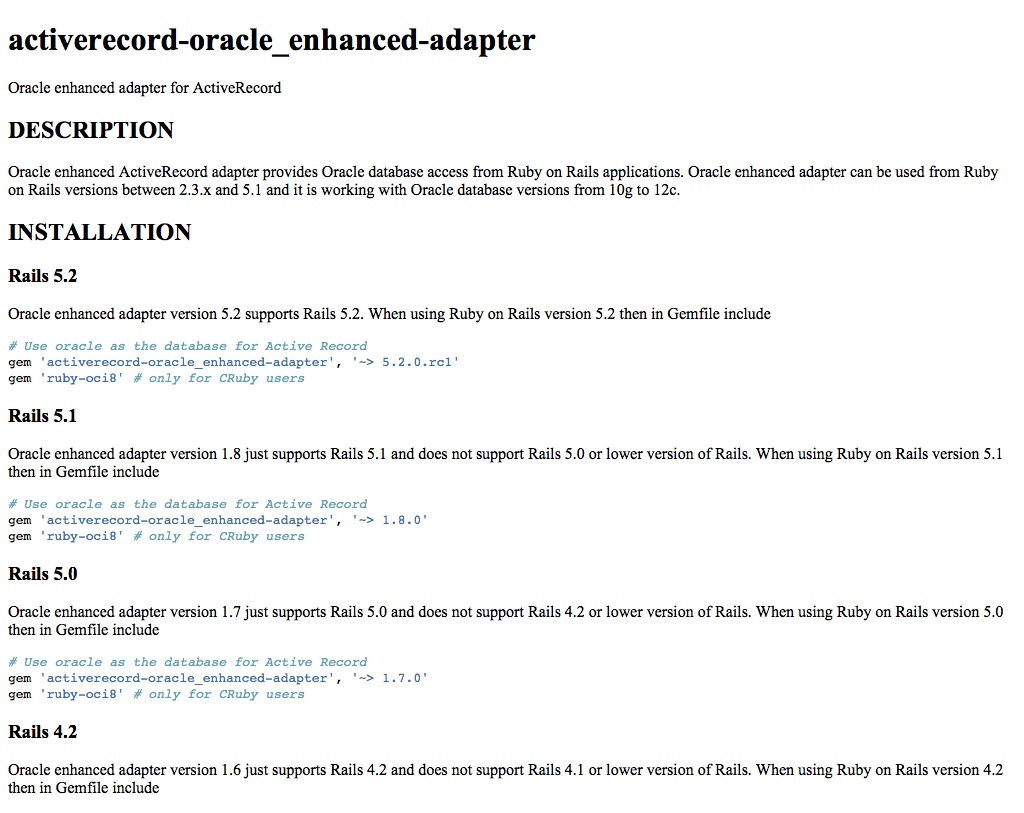 activerecord-oracle_enhanced-adapter
Oracle enhanced adapter for ActiveRecord
DESCRIPTION
Oracle enhanced ActiveRecord adapter provides Oracle database access from Ruby on Rails applications. Oracle enhanced adapter can be used from Ruby
on Rails versions between 2.3.x and 5.1 and it is working with Oracle database versions from 10g to 12c.
INSTALLATION
Rails 5.2
Oracle enhanced adapter version 5.2 supports Rails 5.2. When using Ruby on Rails version 5.2 then in Gemfile include
# Use oracle as the database for Active Record
gem 'activerecord-oracle_enhanced-adapter', '~> 5.2.0.rc1'
gem 'ruby-oci8' # only for CRuby users
Rails 5.1
Oracle enhanced adapter version 1.8 just supports Rails 5.1 and does not support Rails 5.0 or lower version of Rails. When using Ruby on Rails version 5.1
then in Gemfile include
# Use oracle as the database for Active Record
gem 'activerecord-oracle_enhanced-adapter', '~> 1.8.0'
gem 'ruby-oci8' # only for CRuby users
Rails 5.0
Oracle enhanced adapter version 1.7 just supports Rails 5.0 and does not support Rails 4.2 or lower version of Rails. When using Ruby on Rails version 5.0
then in Gemfile include
# Use oracle as the database for Active Record
gem 'activerecord-oracle_enhanced-adapter', '~> 1.7.0'
gem 'ruby-oci8' # only for CRuby users
Rails 4.2
Oracle enhanced adapter version 1.6 just supports Rails 4.2 and does not support Rails 4.1 or lower version of Rails. When using Ruby on Rails version 4.2
then in Gemfile include